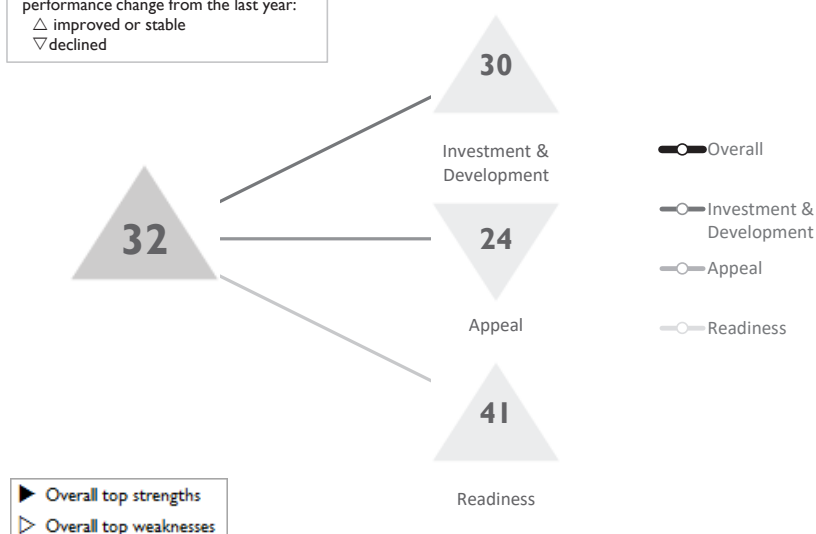 performance change from the last year:
△ improved or stable
▽ declined
30
Investment &
Development
32
24
Appeal
41
Readiness
Overall
Investment &
Development
Appeal
Readiness
▶ Overall top strengths
▷ Overall top weaknesses